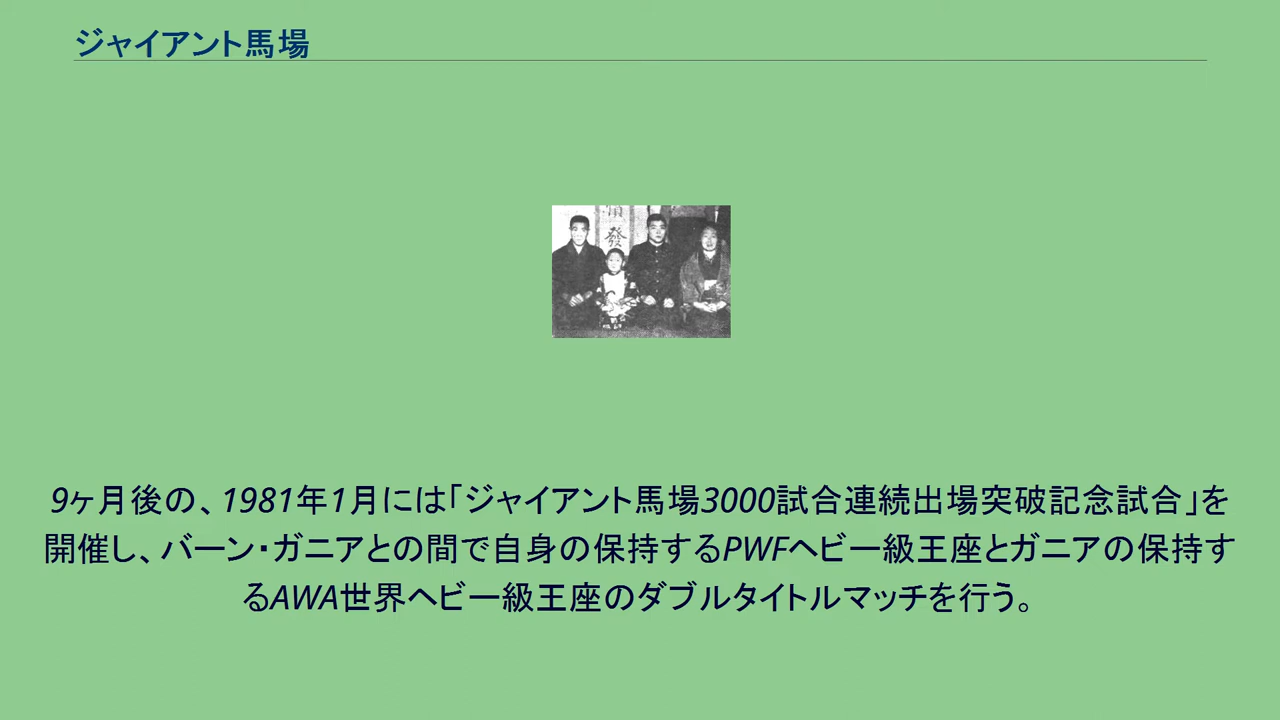 ジャイアント馬場
發
9ヶ月後の、1981年1月には「ジャイアント馬場3000試合連続出場突破記念試合」を
開催し、バーン・ガニアとの間で自身の保持するPWFヘビー級王座とガニアの保持す
るAWA世界ヘビー級王座のダブルタイトルマッチを行う。